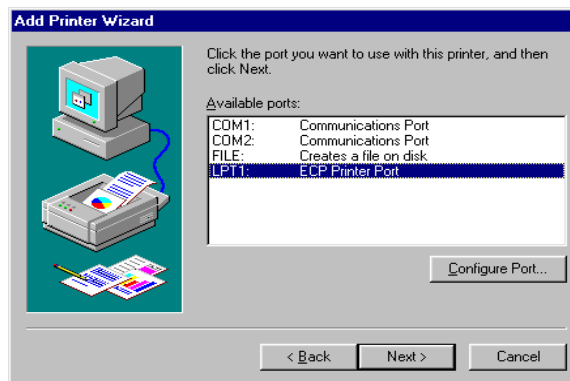 Add Printer Wizard
Click the port you want to use with this printer, and then
click Next.
Available ports:
COM1: Communications Port
COM2: Communications Port
FILE: Creates a file on disk
LPT1: ECP Printer Port
Configure Port...
< Back Next > Cancel